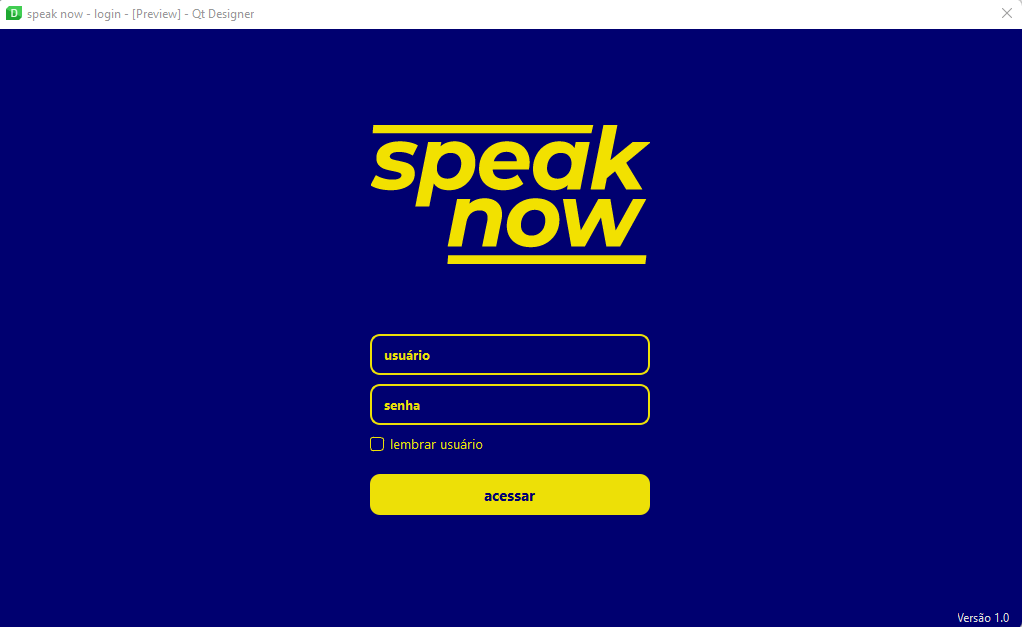 speak now - login - [Preview] - Qt Designer
speak
now
usuário
senha
lembrar usuário
acessar
Versão 1.0